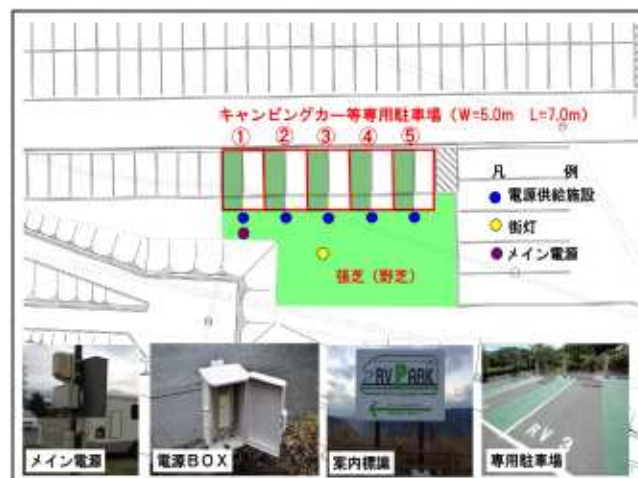 キャンピングカー等専用駐車場（W=5.0m L=7.0m）
① ② ③ ④ ⑤
凡 例
電源供給施設
街灯
メイン電源
張芝（野芝）
RV PARK
RV 3
メイン電源
電源BOX
案内標識
専用駐車場